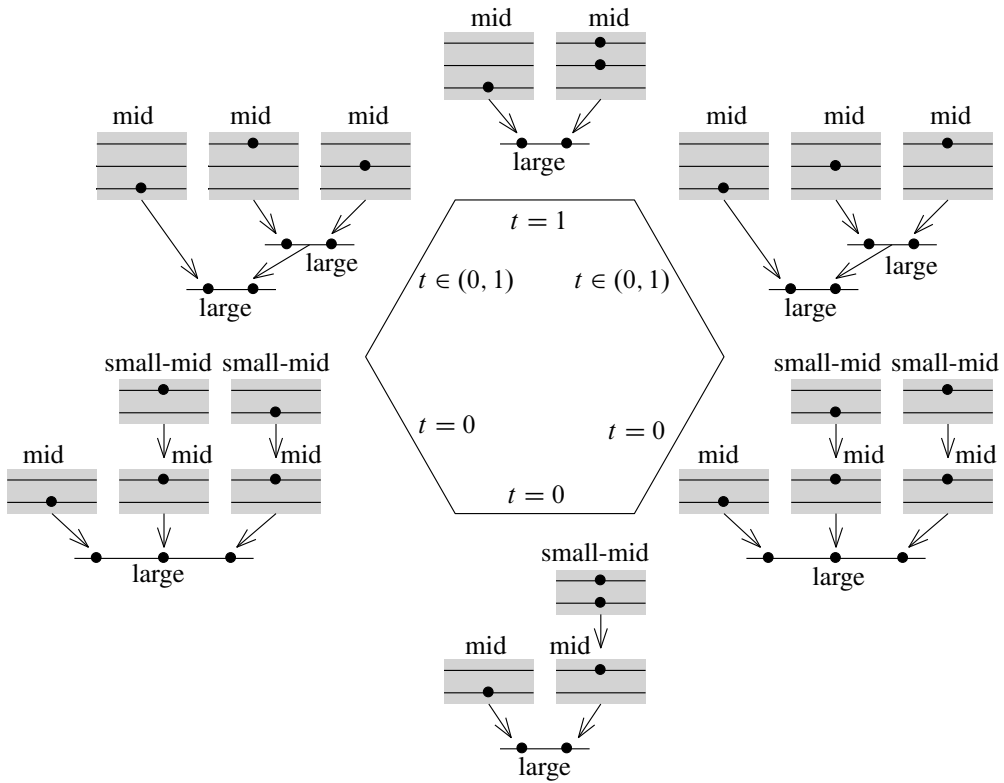 mid mid
large
mid mid mid
large
large
mid mid mid
large
large
t = 1
t ∈ (0, 1) t ∈ (0, 1)
small-mid small-mid
mid mid mid
large
small-mid small-mid
mid mid mid
large
t = 0 t = 0
t = 0
small-mid
mid mid
large